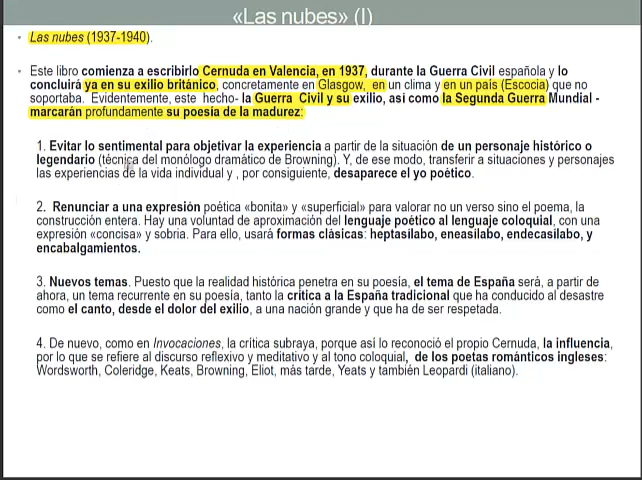 «Las nubes» (I)
• Las nubes (1937-1940).
• Este libro comienza a escribirlo Cernuda en Valencia, en 1937, durante la Guerra Civil española y lo
concluirá ya en su exilio británico, concretamente en Glasgow, en un clima y en un país (Escocia) que no
soportaba. Evidentemente, este hecho- la Guerra Civil y su exilio, así como la Segunda Guerra Mundial -
marcarán profundamente su poesía de la madurez:
1. Evitar lo sentimental para objetivar la experiencia a partir de la situación de un personaje histórico o
legendario (técnica del monólogo dramático de Browning). Y, de ese modo, transferir a situaciones y personajes
las experiencias de la vida individual y , por consiguiente, desaparece el yo poético.
2. Renunciar a una expresión poética «bonita» y «superficial» para valorar no un verso sino el poema, la
construcción entera. Hay una voluntad de aproximación del lenguaje poético al lenguaje coloquial, con una
expresión «concisa» y sobria. Para ello, usará formas clásicas: heptasílabo, eneasílabo, endecasílabo, y
encabalgamientos.
3. Nuevos temas. Puesto que la realidad histórica penetra en su poesía, el tema de España será, a partir de
ahora, un tema recurrente en su poesía, tanto la crítica a la España tradicional que ha conducido al desastre
como el canto, desde el dolor del exilio, a una nación grande y que ha de ser respetada.
4. De nuevo, como en Invocaciones, la crítica subraya, porque así lo reconoció el propio Cernuda, la influencia,
por lo que se refiere al discurso reflexivo y meditativo y al tono coloquial, de los poetas románticos ingleses:
Wordsworth, Coleridge, Keats, Browning, Eliot, más tarde, Yeats y también Leopardi (italiano).